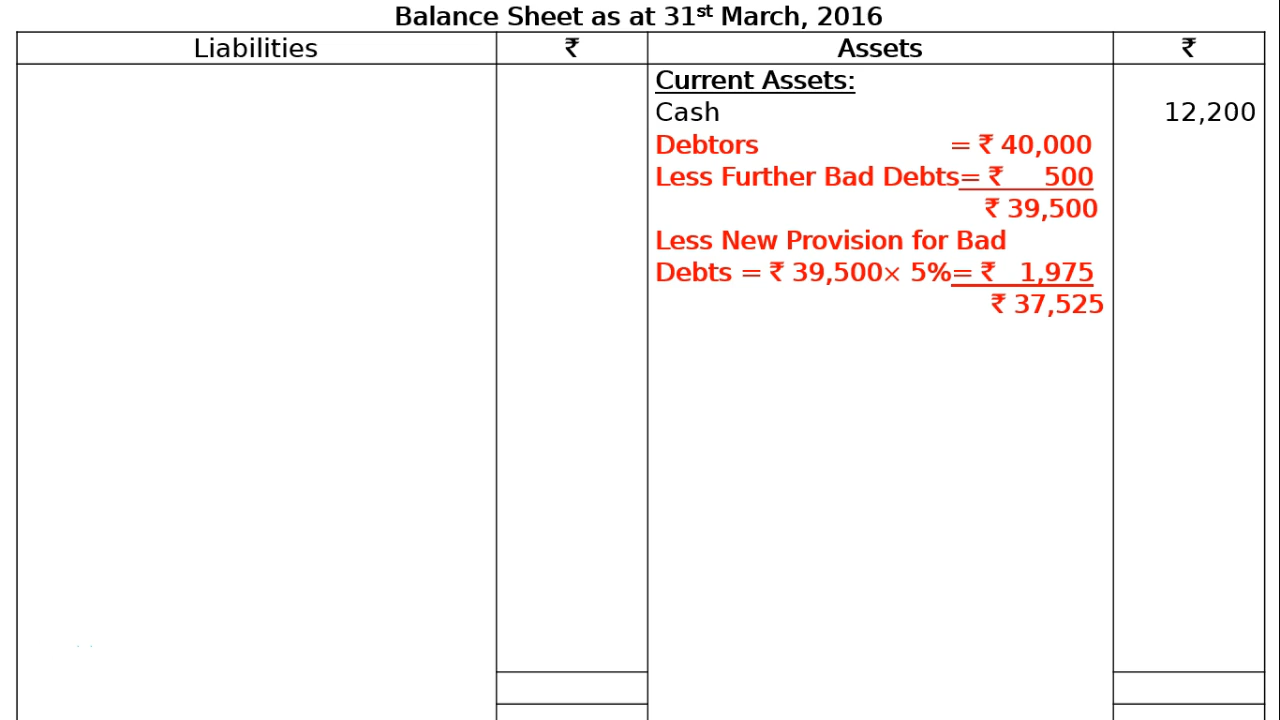 Balance Sheet as at 31st March, 2016
Liabilities ₹ Assets ₹
Current Assets:
Cash 12,200
Debtors = ₹ 40,000
Less Further Bad Debts= ₹ 500
₹ 39,500
Less New Provision for Bad
Debts = ₹ 39,500× 5%= ₹ 1,975
₹ 37,525